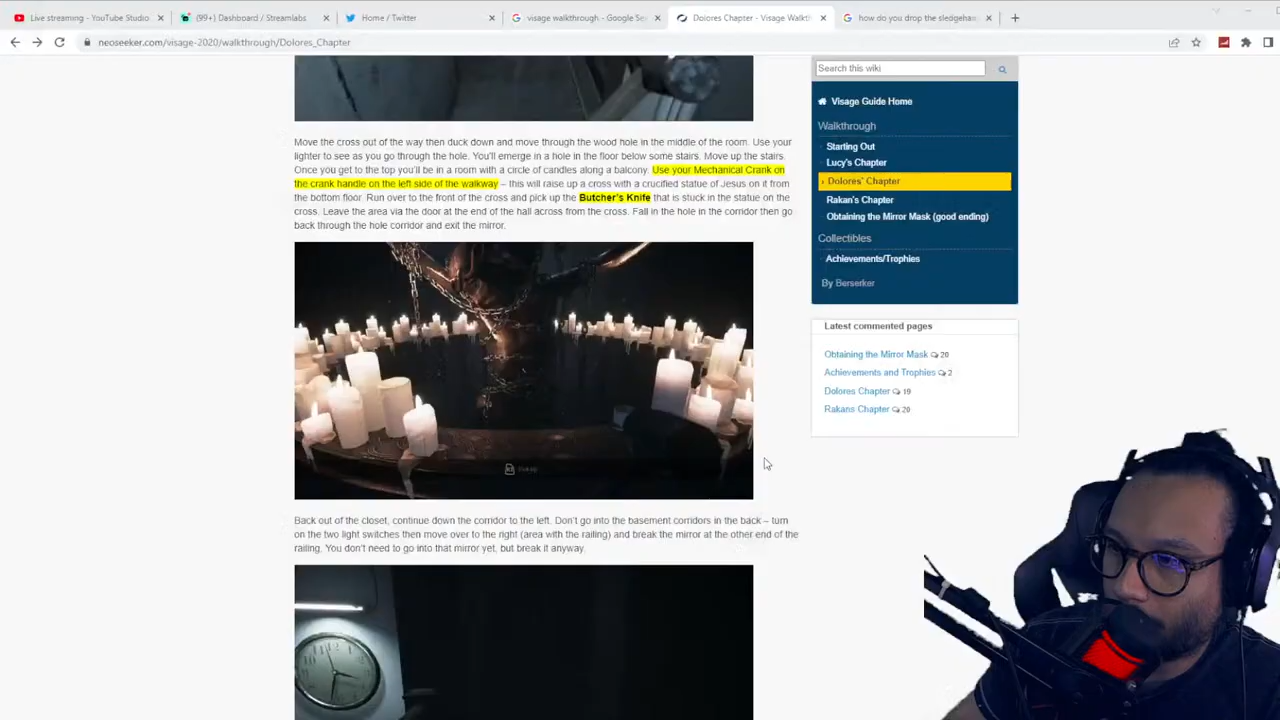 Live streaming - YouTube Studio
(99+) Dashboard / Streamlabs
Home / Twitter
visage walkthrough - Google Se
Dolores Chapter - Visage Walkt
how do you drop the sledgeham
neoseeker.com/visage-2020/walkthrough/Dolores_Chapter
Move the cross out of the way then duck down and move through the wood hole in the middle of the room. Use your
lighter to see as you go through the hole. You'll emerge in a hole in the floor below some stairs. Move up the stairs.
Once you get to the top you'll be in a room with a circle of candles along a balcony. Use your Mechanical Crank on
the crank handle on the left side of the walkway – this will raise up a cross with a crucified statue of Jesus on it from
the bottom floor. Run over to the front of the cross and pick up the Butcher's Knife that is stuck in the statue on the
cross. Leave the area via the door at the end of the hall across from the cross. Fall in the hole in the corridor then go
back through the hole corridor and exit the mirror.
Back out of the closet, continue down the corridor to the left. Don't go into the basement corridors in the back – turn
on the two light switches then move over to the right (area with the railing) and break the mirror at the other end of the
railing. You don't need to go into that mirror yet, but break it anyway.
Search this wiki
Visage Guide Home
Walkthrough
Starting Out
Lucy's Chapter
› Dolores' Chapter
Rakan's Chapter
Obtaining the Mirror Mask (good ending)
Collectibles
Achievements/Trophies
By Berserker
Latest commented pages
Obtaining the Mirror Mask 20
Achievements and Trophies 2
Dolores Chapter 19
Rakans Chapter 20